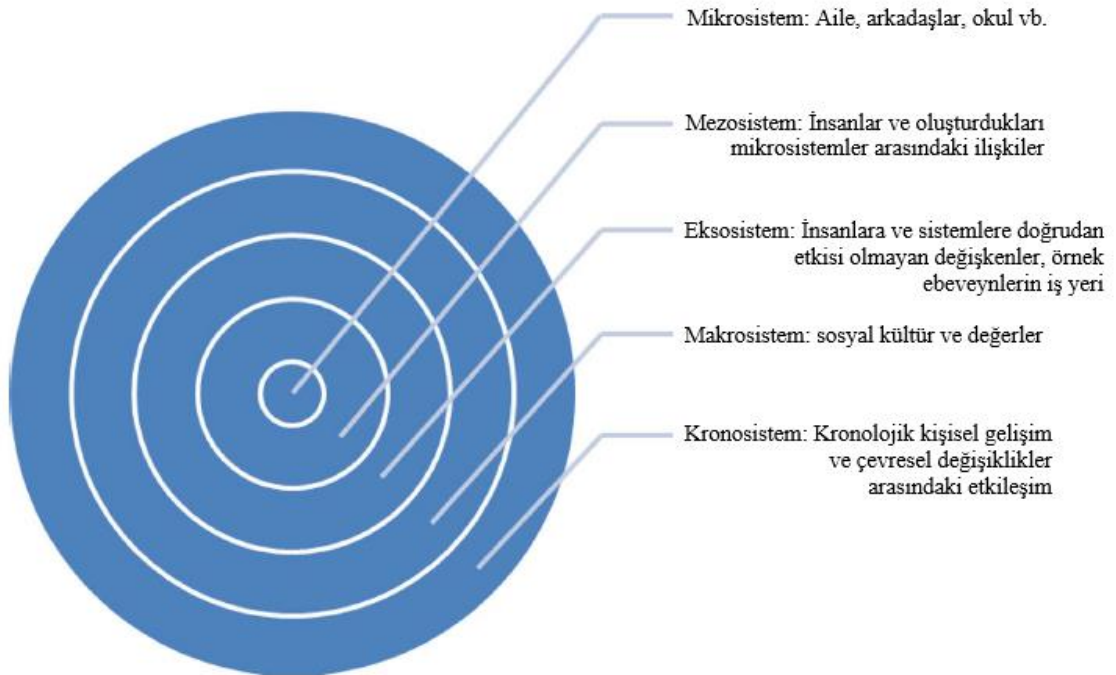 Mikrosistem: Aile, arkadaşlar, okul vb.
Mezosistem: İnsanlar ve oluşturdukları
mikrosistemler arasındaki ilişkiler
Eksosistem: İnsanlara ve sistemlere doğrudan
etkisi olmayan değişkenler, örnek
ebeveynlerin iş yeri
Makrosistem: sosyal kültür ve değerler
Kronosistem: Kronolojik kişisel gelişim
ve çevresel değişiklikler
arasındaki etkileşim